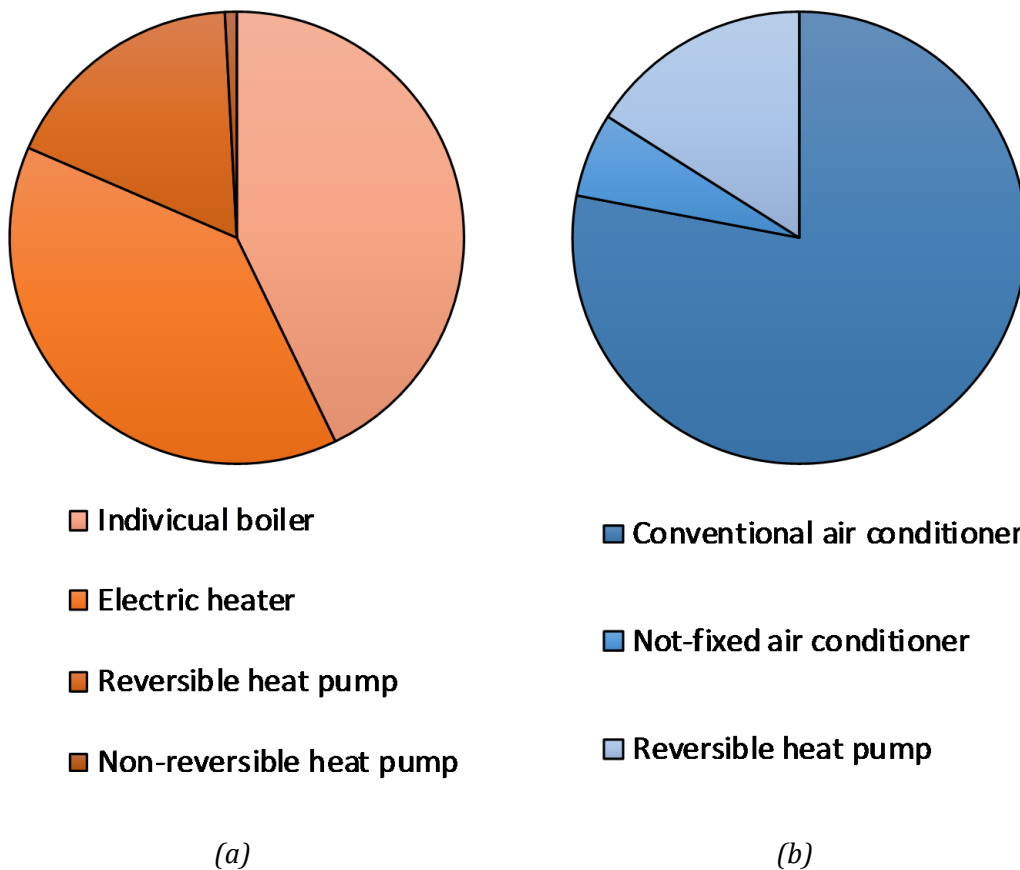 Indivicual boiler
Electric heater
Reversible heat pump
Non-reversible heat pump
Conventional air conditioner
Not-fixed air conditioner
Reversible heat pump
(a)
(b)